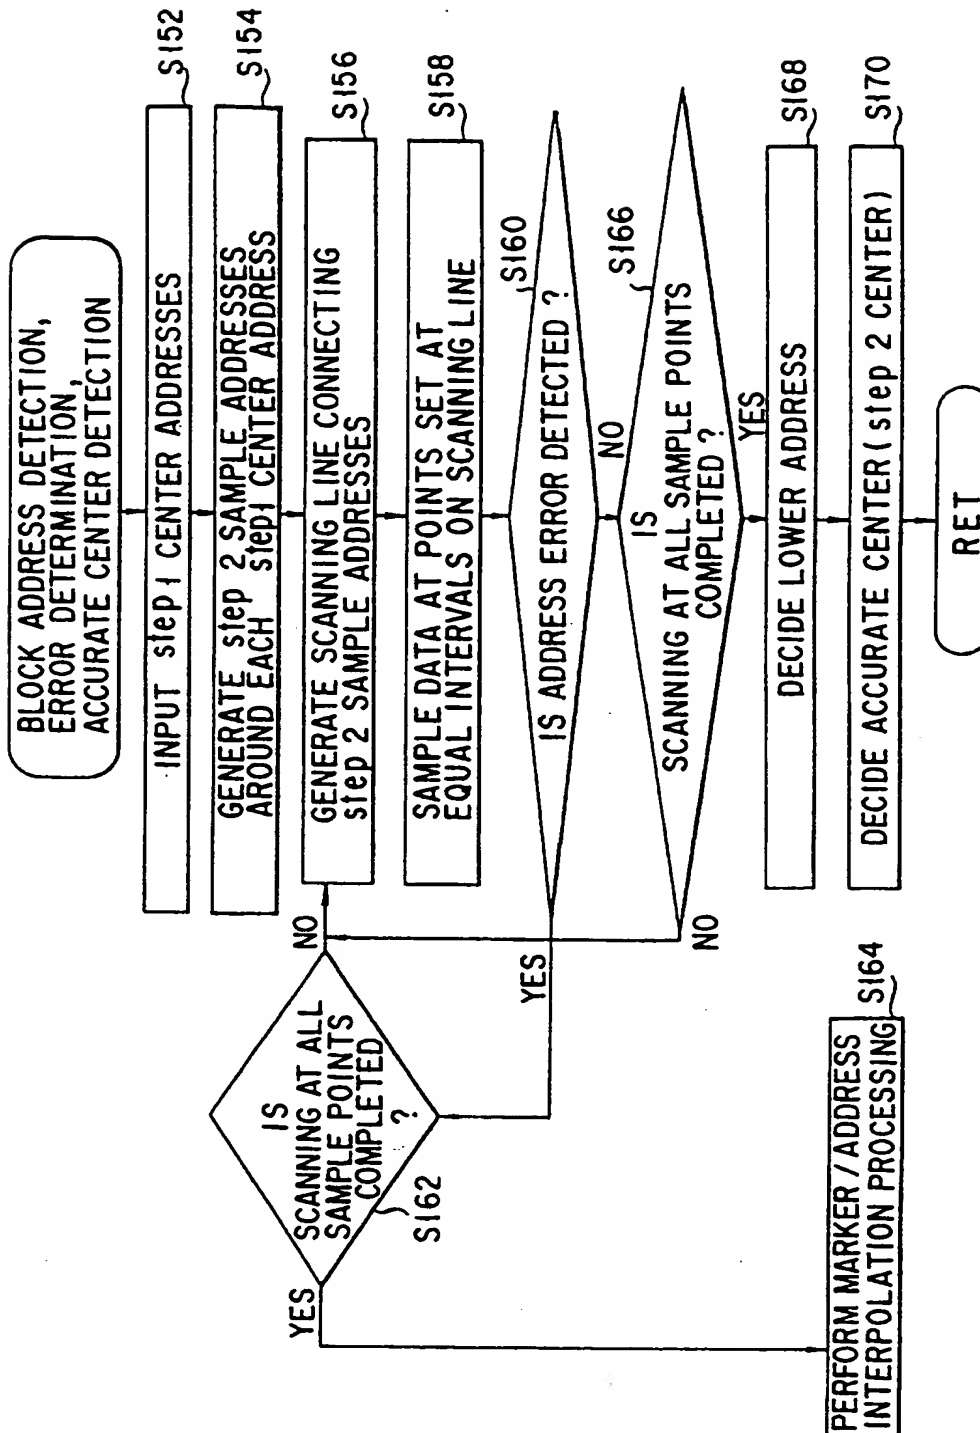 BLOCK ADDRESS DETECTION,
ERROR DETERMINATION,
ACCURATE CENTER DETECTION
INPUT step1 CENTER ADDRESSES
S152
GENERATE step 2 SAMPLE ADDRESSES
AROUND EACH step1 CENTER ADDRESS
S154
GENERATE SCANNING LINE CONNECTING
step 2 SAMPLE ADDRESSES
S156
SAMPLE DATA AT POINTS SET AT
EQUAL INTERVALS ON SCANNING LINE
S158
IS ADDRESS ERROR DETECTED ?
S160
YES
NO
IS
SCANNING AT ALL
SAMPLE POINTS
COMPLETED
?
S162
NO
YES
PERFORM MARKER / ADDRESS
INTERPOLATION PROCESSING
S164
IS
SCANNING AT ALL SAMPLE POINTS
COMPLETED ?
S166
NO
YES
DECIDE LOWER ADDRESS
S168
DECIDE ACCURATE CENTER (step 2 CENTER)
S170
RET